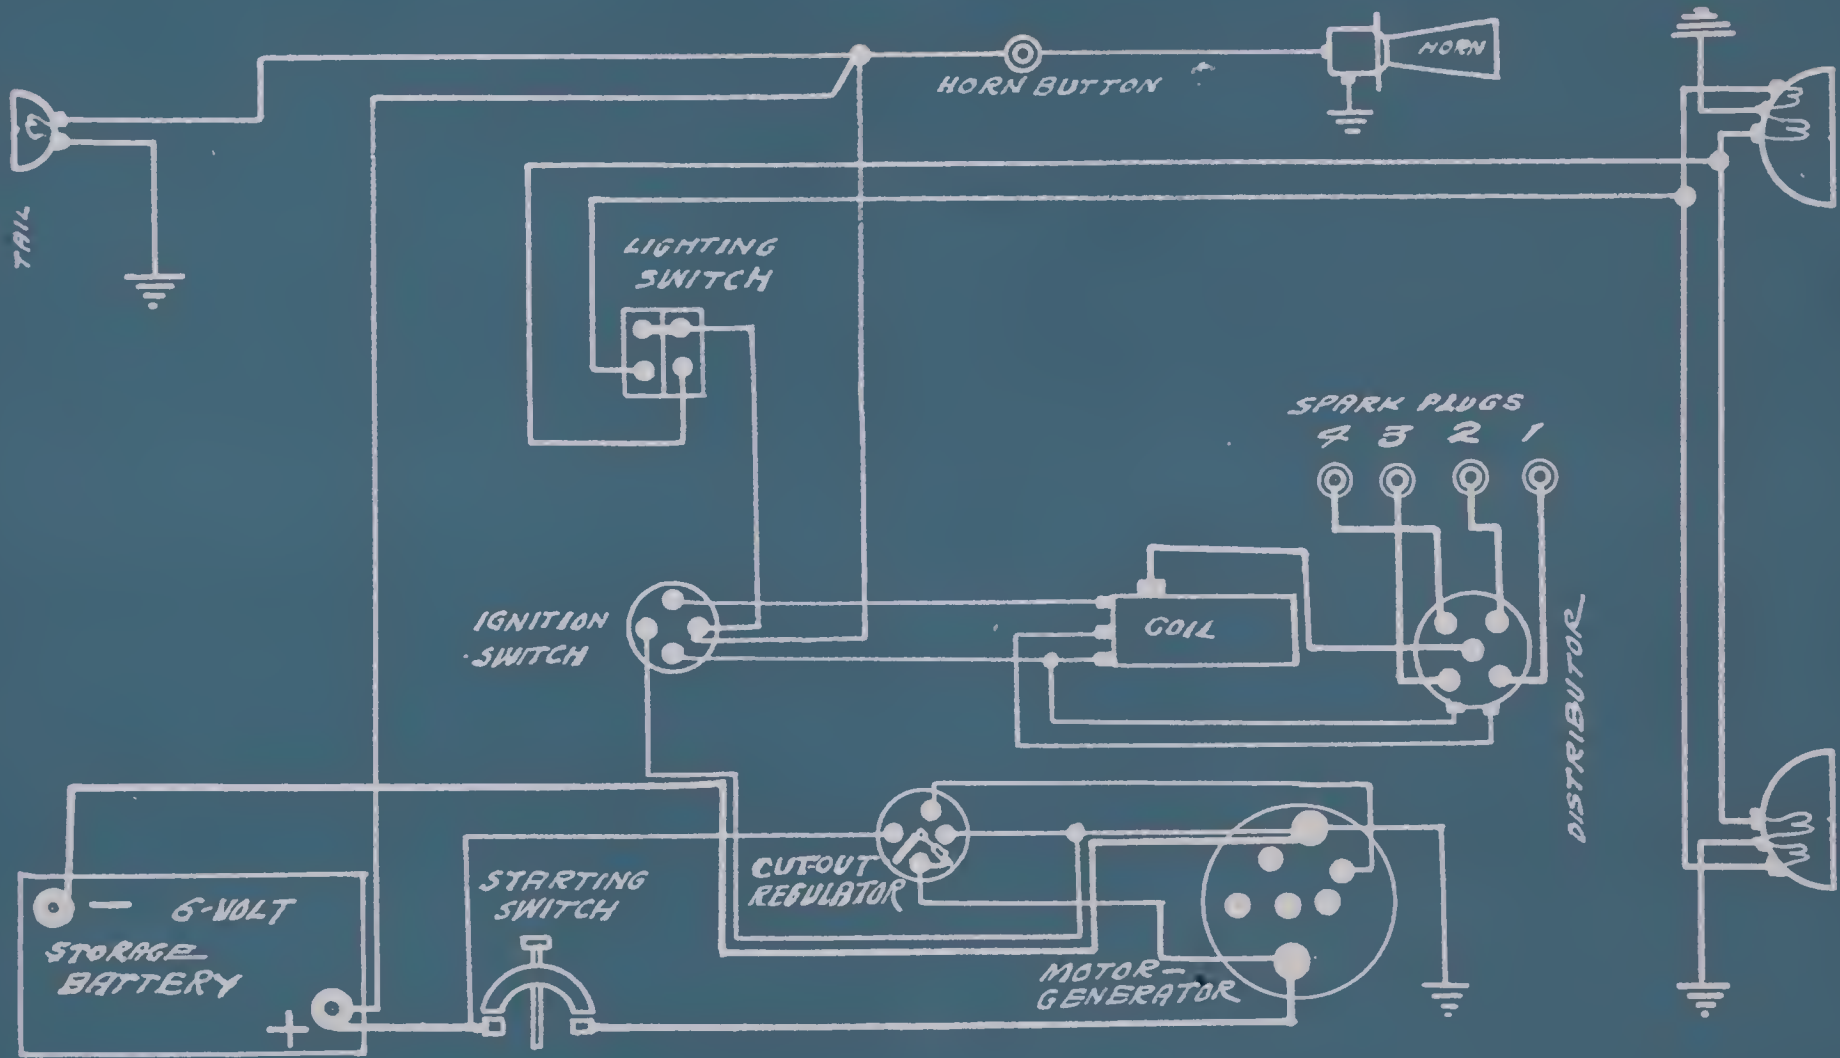 HORN
HORN BUTTON
TAIL
LIGHTING
SWITCH
SPARK PLUGS
4 3 2 1
IGNITION
SWITCH
COIL
DISTRIBUTOR
CUT-OUT
REGULATOR
STARTING
SWITCH
— 6-VOLT
STORAGE
BATTERY
+
MOTOR-
GENERATOR